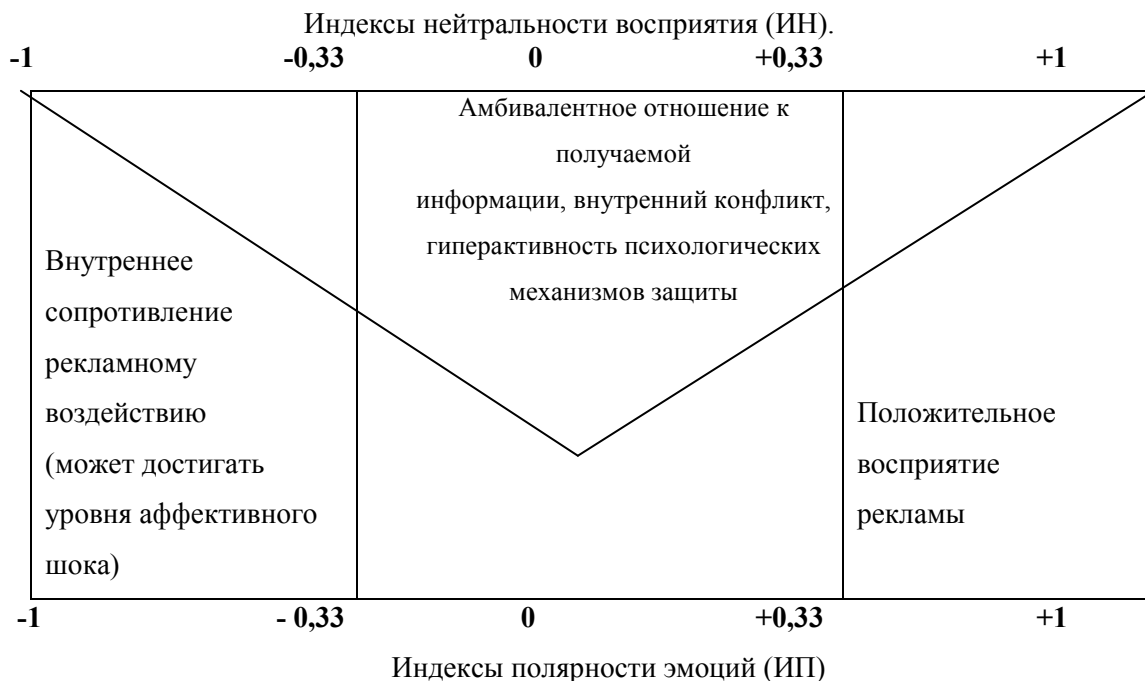 Индексы нейтральности восприятия (ИН).
-1 -0,33 0 +0,33 +1
Амбивалентное отношение к
получаемой
информации, внутренний конфликт,
гиперактивность психологических
механизмов защиты
Внутреннее
сопротивление
рекламному
воздействию
(может достигать
уровня аффективного
шока)
Положительное
восприятие
рекламы
-1 - 0,33 0 +0,33 +1
Индексы полярности эмоций (ИП)